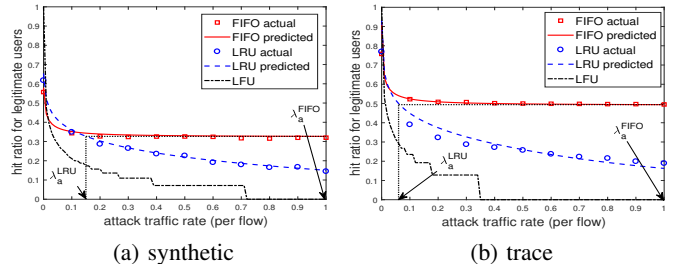 1
0.9
0.8
0.7
0.6
0.5
0.4
0.3
0.2
0.1
0
hit ratio for legitimate users
FIFO actual
FIFO predicted
LRU actual
LRU predicted
LFU
λ_a^FIFO
λ_a^LRU
0 0.1 0.2 0.3 0.4 0.5 0.6 0.7 0.8 0.9 1
attack traffic rate (per flow)
(a) synthetic
1
0.9
0.8
0.7
0.6
0.5
0.4
0.3
0.2
0.1
0
hit ratio for legitimate users
FIFO actual
FIFO predicted
LRU actual
LRU predicted
LFU
λ_a^FIFO
λ_a^LRU
0 0.1 0.2 0.3 0.4 0.5 0.6 0.7 0.8 0.9 1
attack traffic rate (per flow)
(b) trace